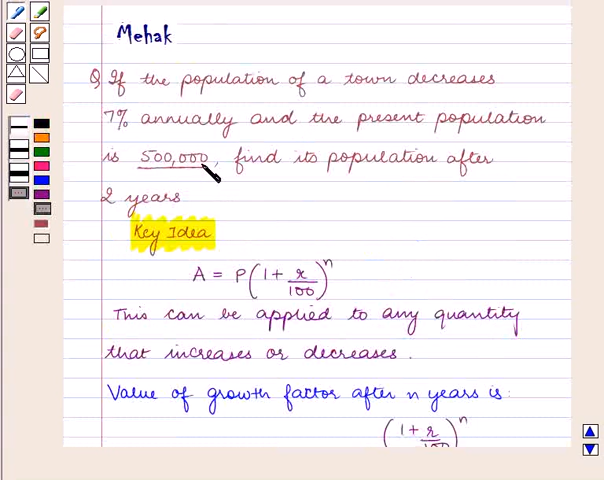 Mehak
Q If the population of a town decreases
7% annually and the present population
is 500,000, find its population after
2 years
Key Idea
A = P(1 + r/100)^n
This can be applied to any quantity
that increases or decreases.
Value of growth factor after n years is:
(1 + r/100)^n